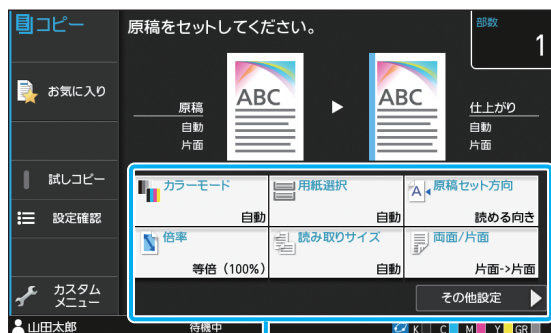 コピー
原稿をセットしてください。
部数
1
お気に入り
原稿
自動
片面
ABC
ABC
仕上がり
自動
片面
試しコピー
設定確認
カスタム
メニュー
カラーモード
自動
用紙選択
自動
A
原稿セット方向
読める向き
倍率
等倍（100%）
読み取りサイズ
自動
両面/片面
片面->片面
その他設定
山田太郎
待機中
K C M Y GR